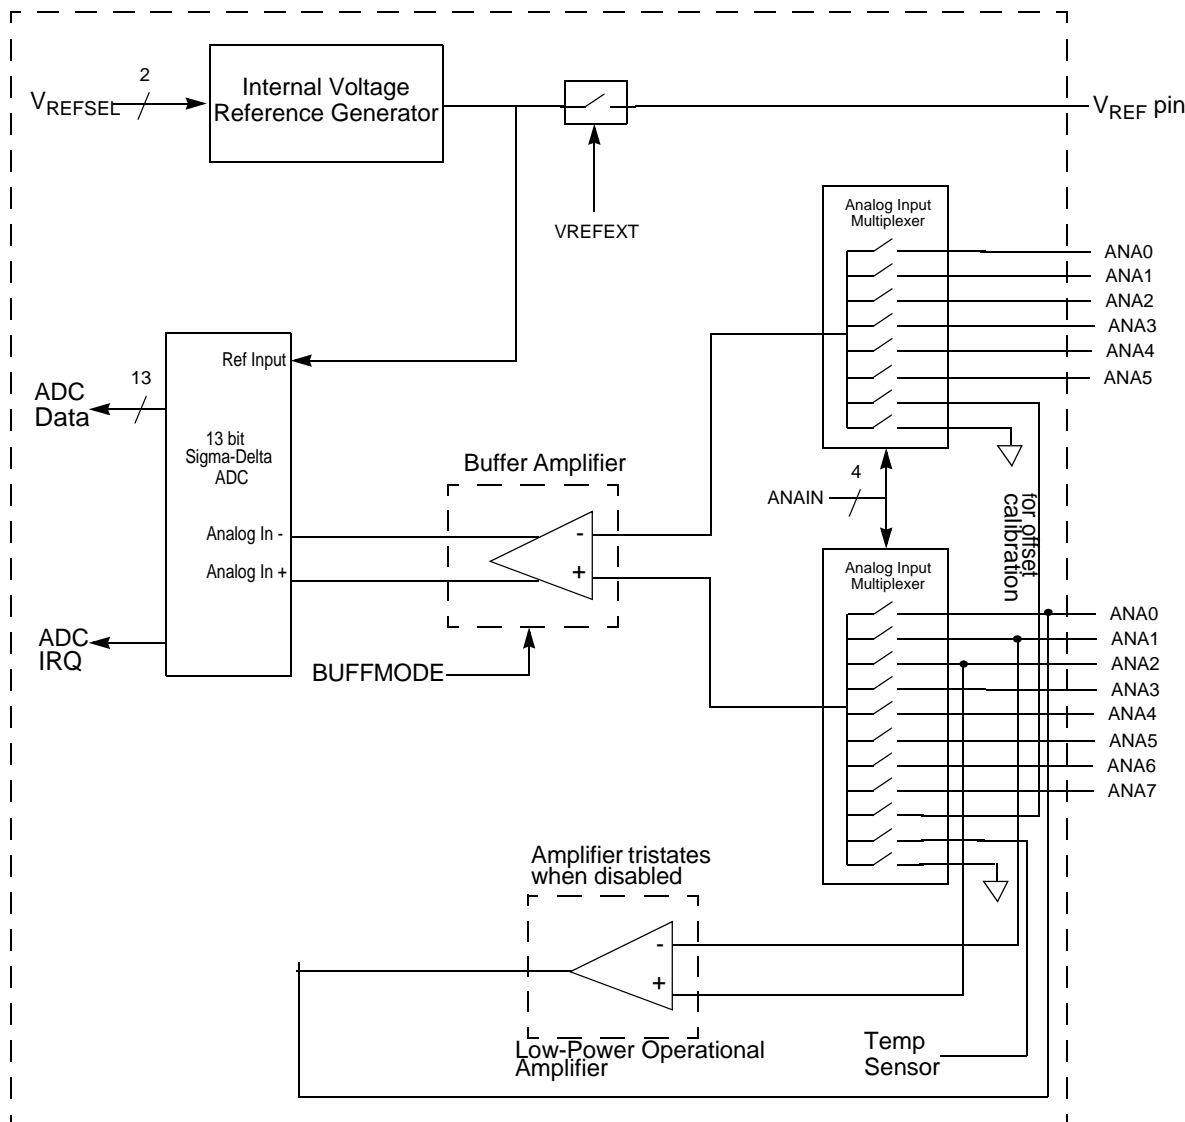 2
VREFSEL
Internal Voltage
Reference Generator
VREF pin
VREFEXT
Analog Input
Multiplexer
ANA0
ANA1
ANA2
ANA3
ANA4
ANA5
Ref Input
13
ADC
Data
13 bit
Sigma-Delta
ADC
Buffer Amplifier
4
ANAIN
for offset
calibration
Analog In -
Analog In +
-
+
Analog Input
Multiplexer
ANA0
ANA1
ANA2
ANA3
ANA4
ANA5
ANA6
ANA7
ADC
IRQ
BUFFMODE
Amplifier tristates
when disabled
-
+
Low-Power Operational
Amplifier
Temp
Sensor